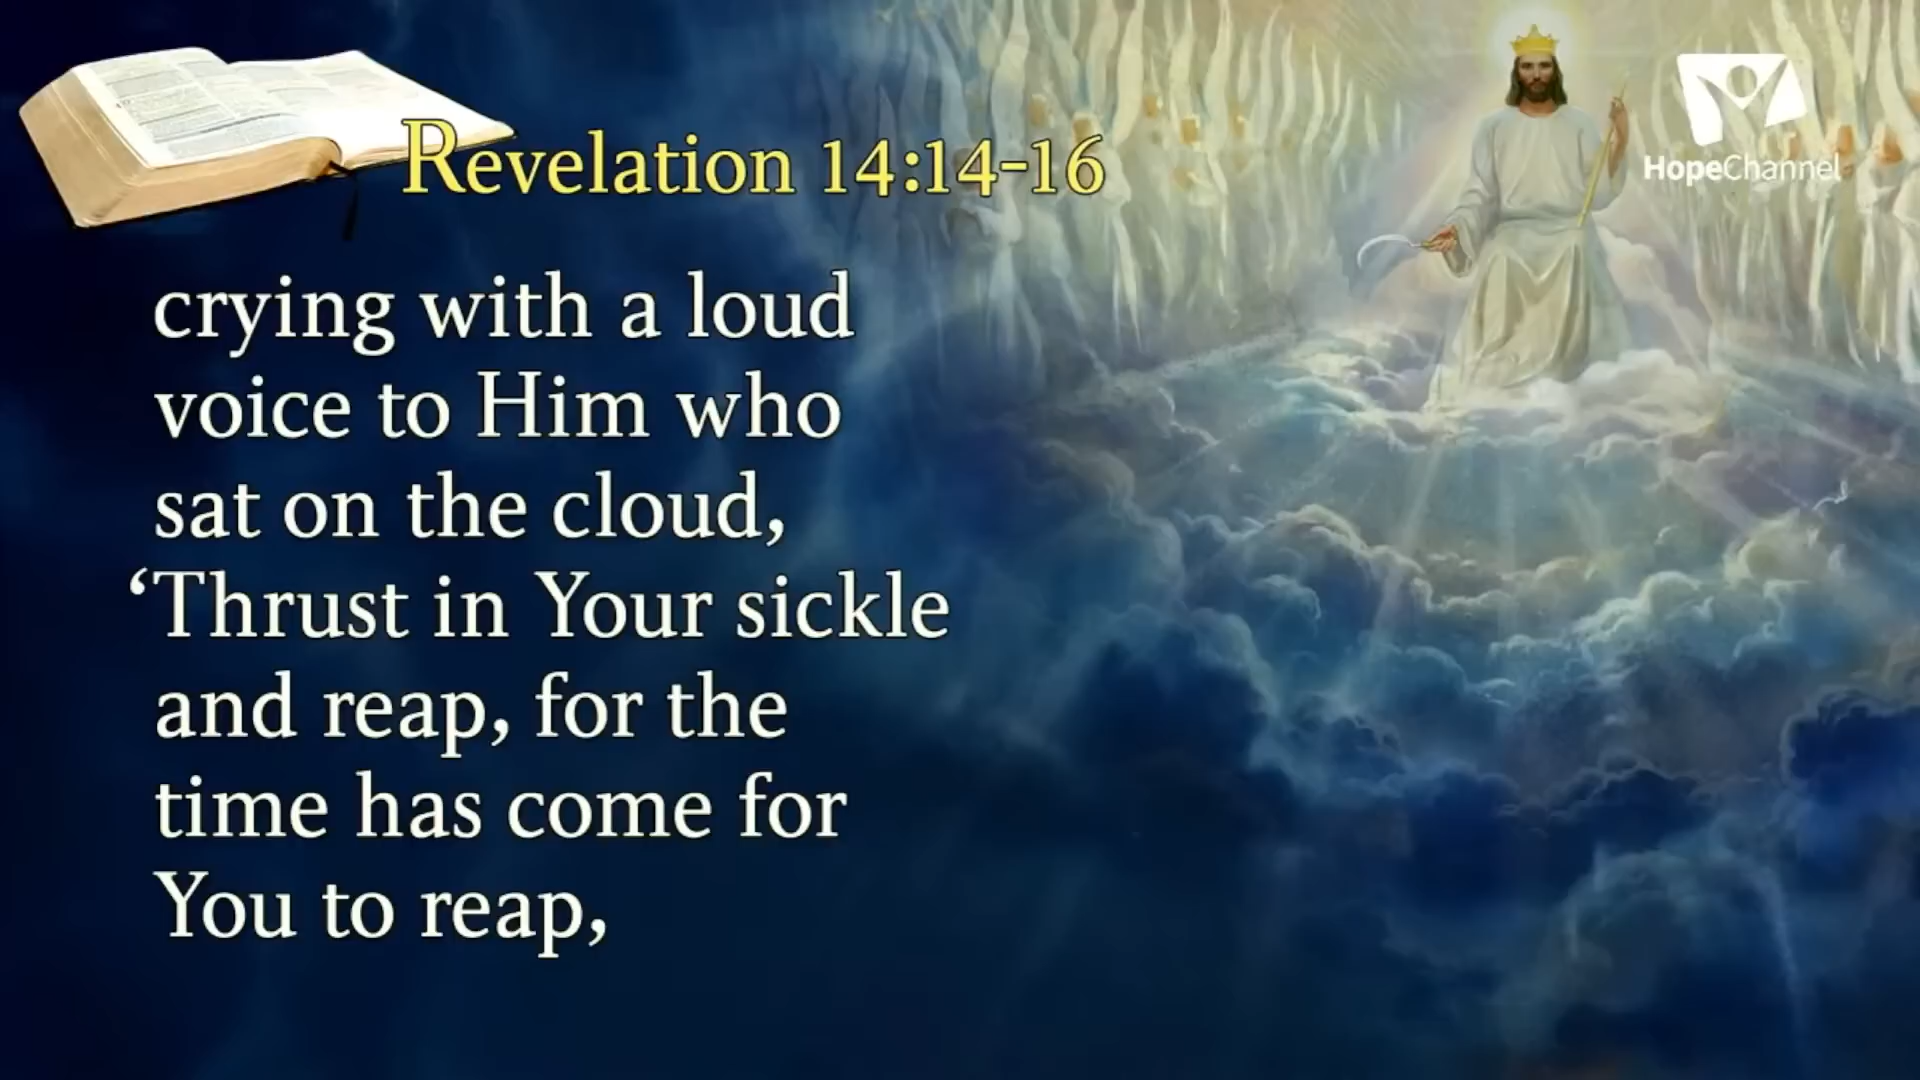 Revelation 14:14-16
HopeChannel
crying with a loud
voice to Him who
sat on the cloud,
‘Thrust in Your sickle
and reap, for the
time has come for
You to reap,